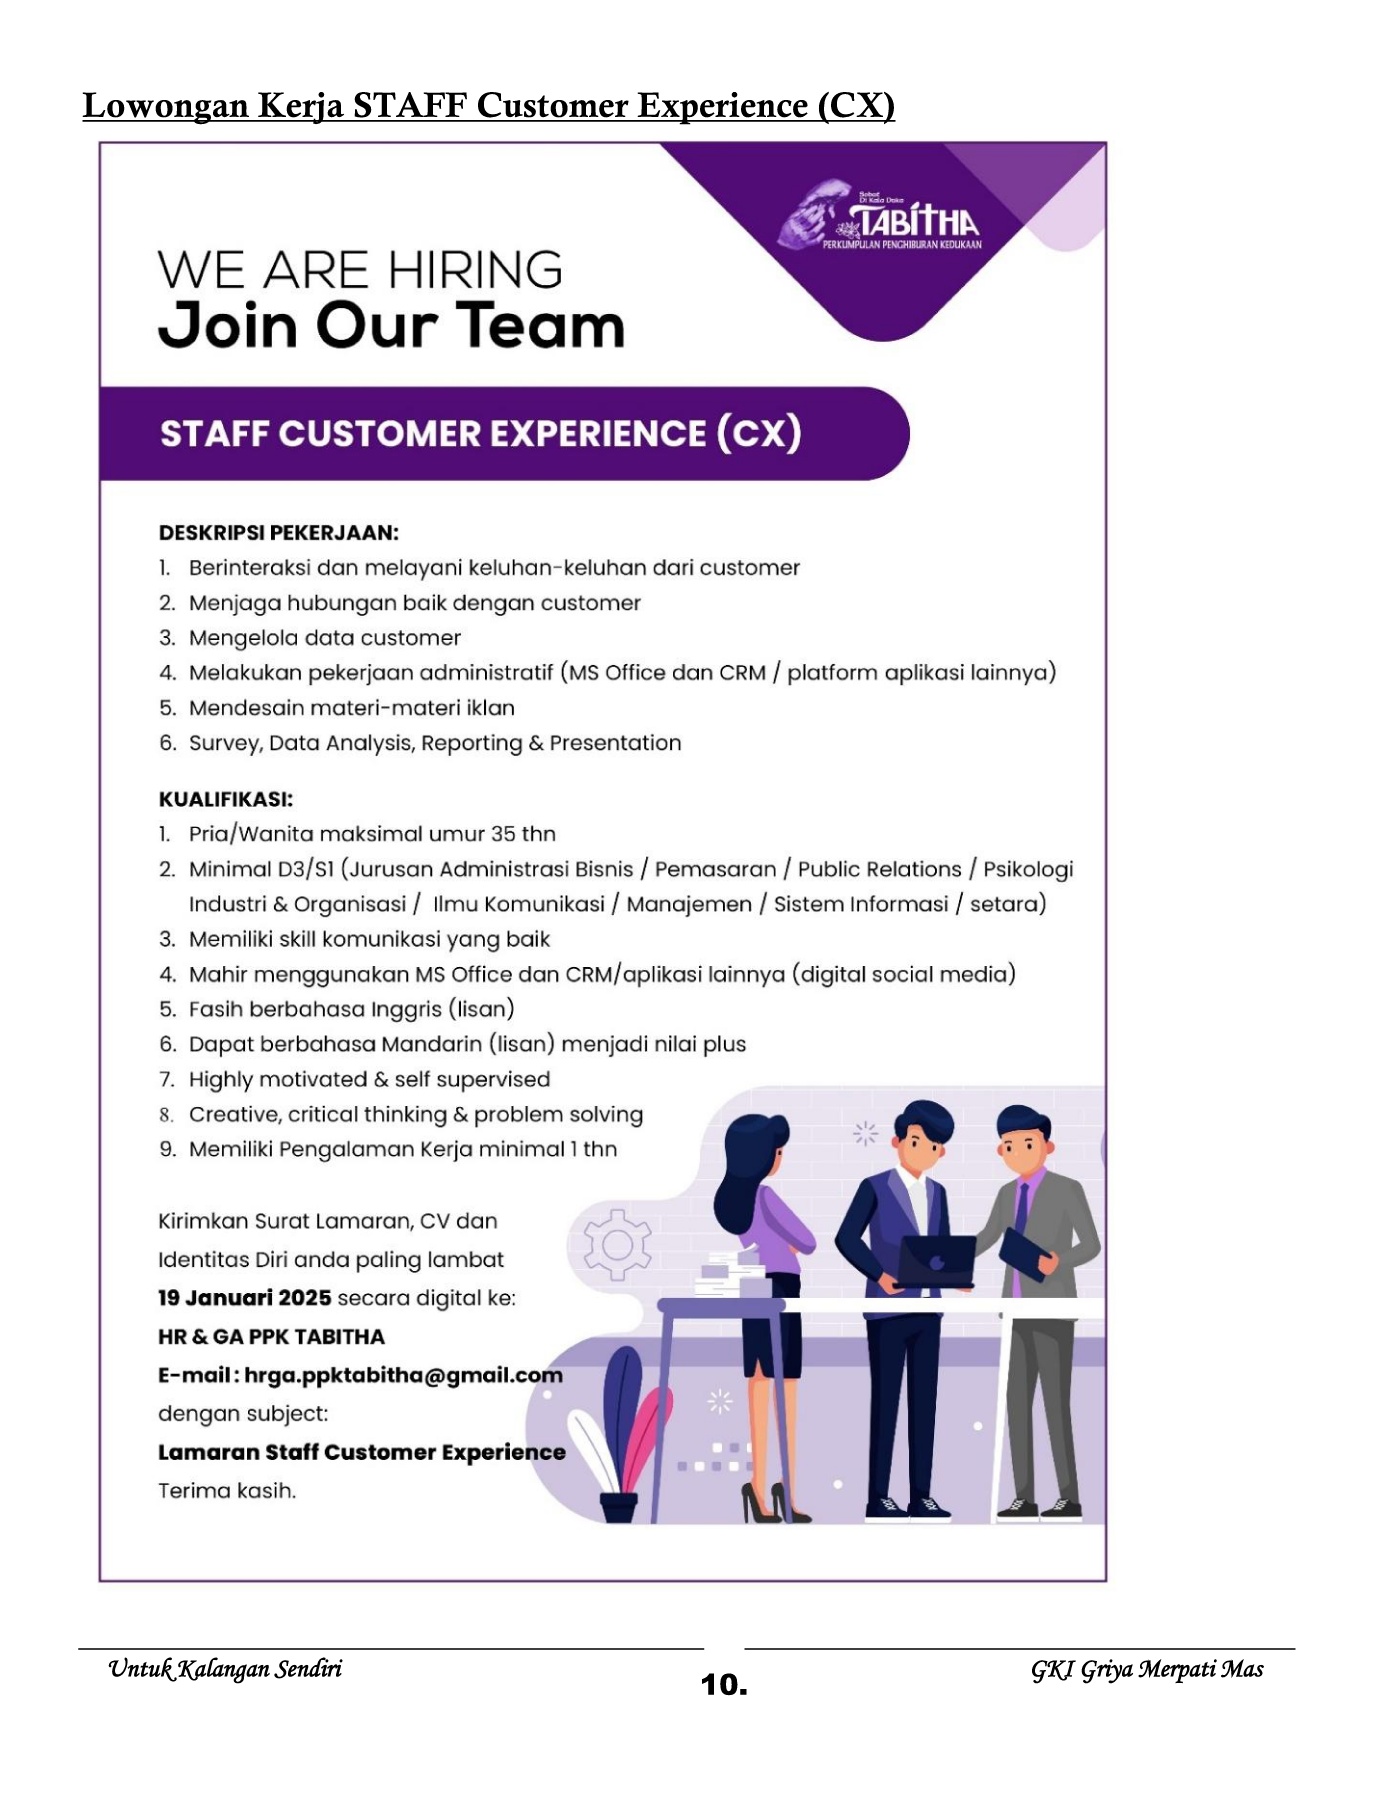 Lowongan Kerja STAFF Customer Experience (CX)
Sobat
Di Kala Duka
TABITHA
PERKUMPULAN PENGHIBURAN KEDUKAAN
WE ARE HIRING
Join Our Team
STAFF CUSTOMER EXPERIENCE (CX)
DESKRIPSI PEKERJAAN:
1. Berinteraksi dan melayani keluhan-keluhan dari customer
2. Menjaga hubungan baik dengan customer
3. Mengelola data customer
4. Melakukan pekerjaan administratif (MS Office dan CRM / platform aplikasi lainnya)
5. Mendesain materi-materi iklan
6. Survey, Data Analysis, Reporting & Presentation
KUALIFIKASI:
1. Pria/Wanita maksimal umur 35 thn
2. Minimal D3/S1 (Jurusan Administrasi Bisnis / Pemasaran / Public Relations / Psikologi
Industri & Organisasi / Ilmu Komunikasi / Manajemen / Sistem Informasi / setara)
3. Memiliki skill komunikasi yang baik
4. Mahir menggunakan MS Office dan CRM/aplikasi lainnya (digital social media)
5. Fasih berbahasa Inggris (lisan)
6. Dapat berbahasa Mandarin (lisan) menjadi nilai plus
7. Highly motivated & self supervised
8. Creative, critical thinking & problem solving
9. Memiliki Pengalaman Kerja minimal 1 thn
Kirimkan Surat Lamaran, CV dan
Identitas Diri anda paling lambat
19 Januari 2025 secara digital ke:
HR & GA PPK TABITHA
E-mail : hrga.ppktabitha@gmail.com
dengan subject:
Lamaran Staff Customer Experience
Terima kasih.
Untuk Kalangan Sendiri
10.
GKI Griya Merpati Mas